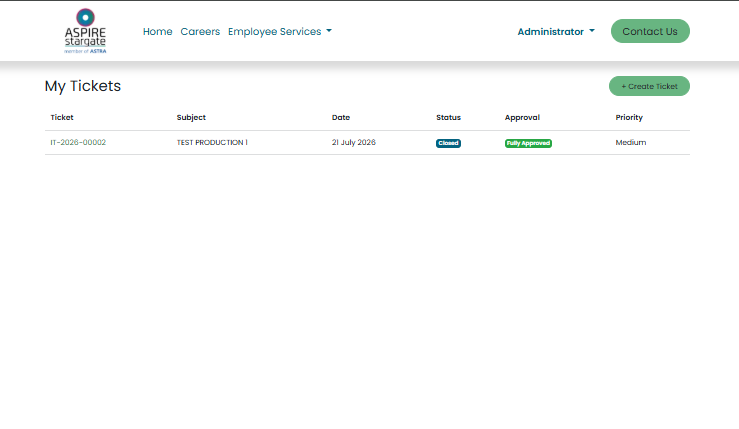 ASPIRE
stargate
member of ASTRA
Home Careers Employee Services
Administrator
Contact Us
My Tickets
+ Create Ticket
Ticket Subject Date Status Approval Priority
IT-2026-00002 TEST PRODUCTION 1 21 July 2026 Closed Fully Approved Medium